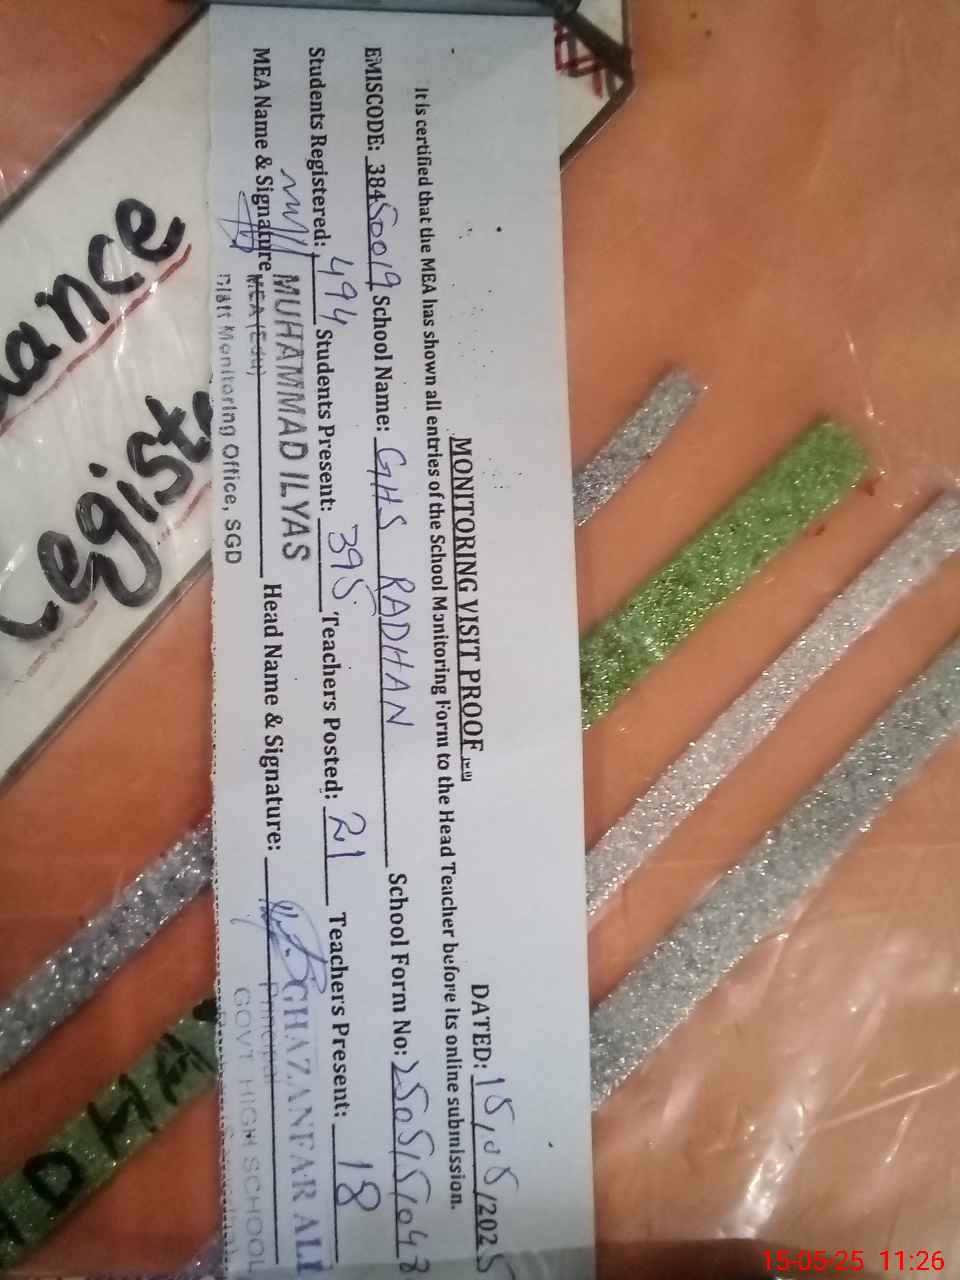 MONITORING VISIT PROOF
DATED: 15,05,2025
It is certified that the MEA has shown all entries of the School Monitoring Form to the Head Teacher before its online submission.
EMISCODE: 38450019 School Name: GHS RADHAN School Form No:
Students Registered: 494 Students Present: 395 Teachers Posted: 21 Teachers Present: 18
MUHAMMAD ILYAS GHAZANFAR ALI
MEA Name & Signature Head Name & Signature:
MEA (Edu) Principal
Distt Monitoring Office, SGD GOVT HIGH SCHOOL
15-05-25 11:26